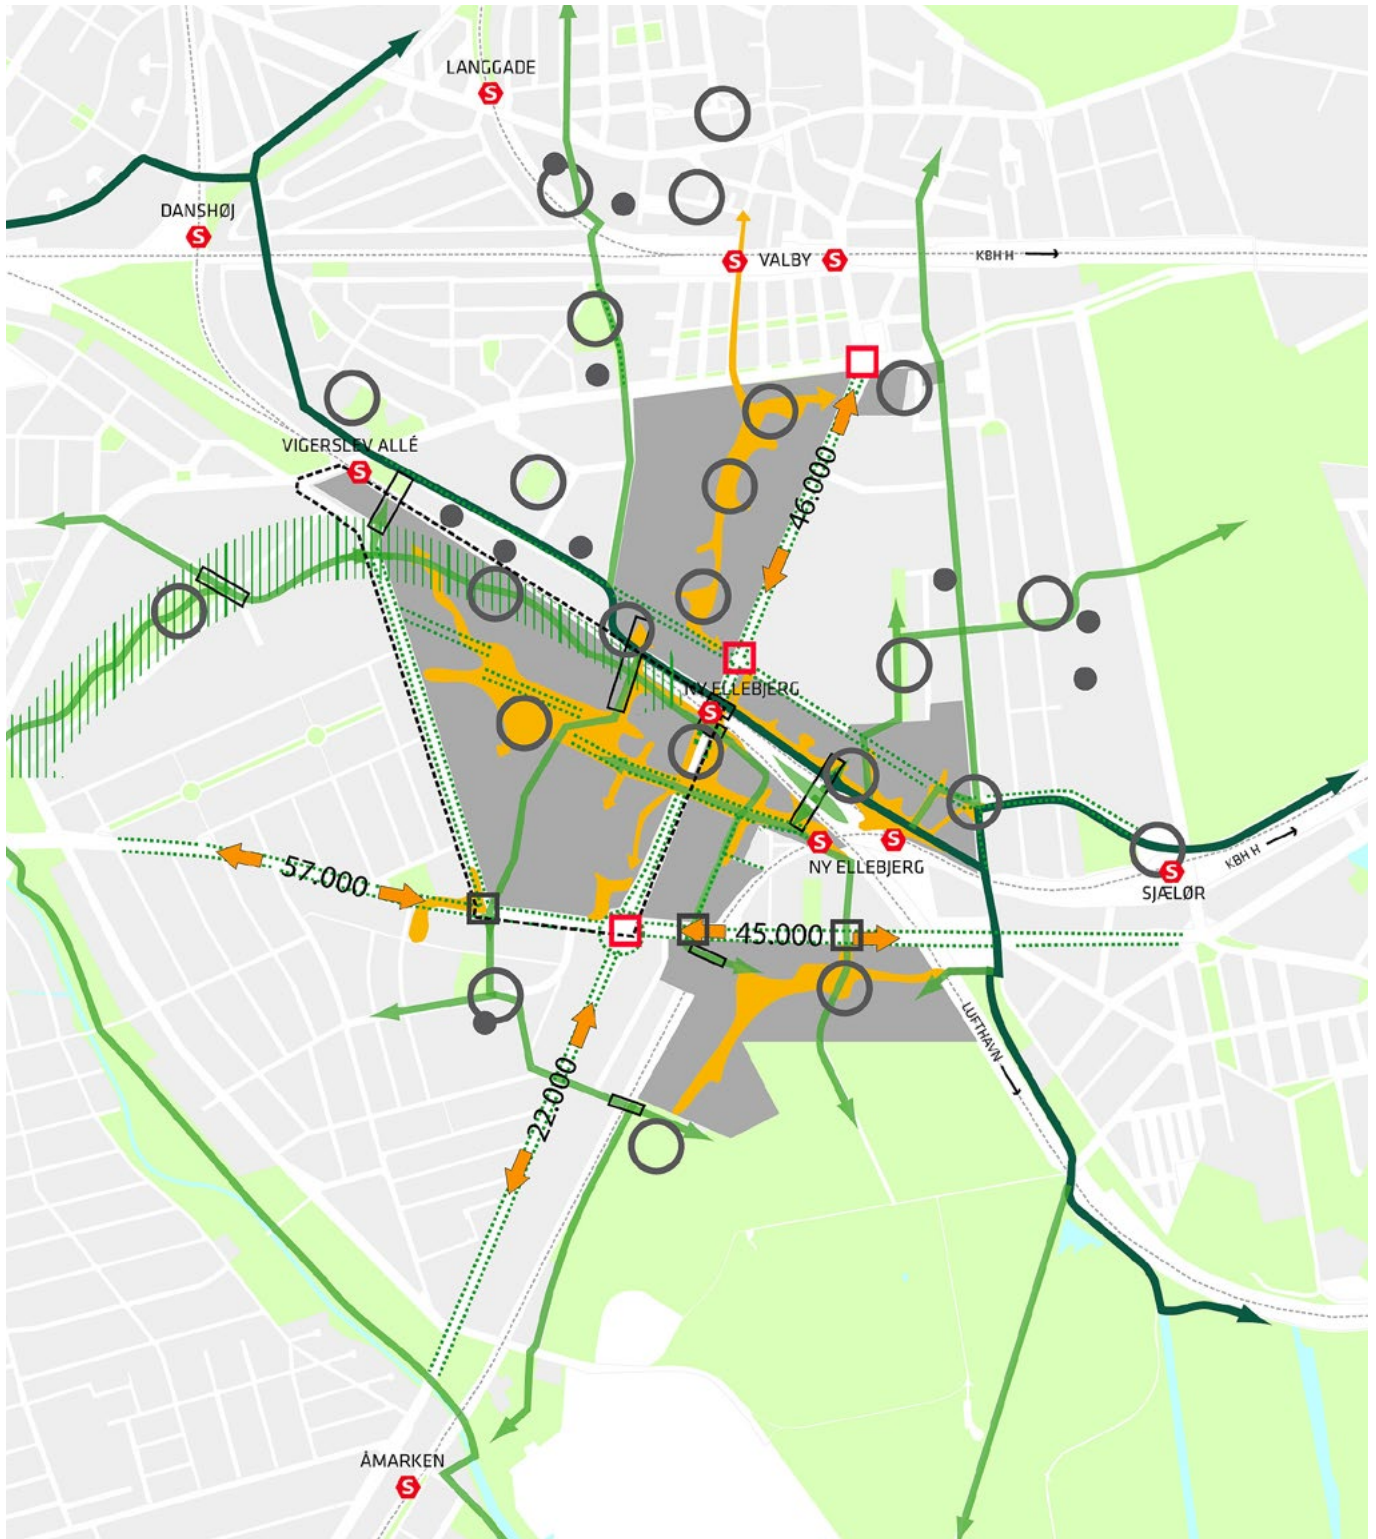 LANGGADE
S
DANSHØJ
S
S VALBY S
KBH H
VIGERSLEV ALLÉ
S
46.000
NY ELLEBJERG
S
57.000
S
S
NY ELLEBJERG
KBH H
S
SJÆLØR
45.000
LUFTHAVN
22.000
ÅMARKEN
S